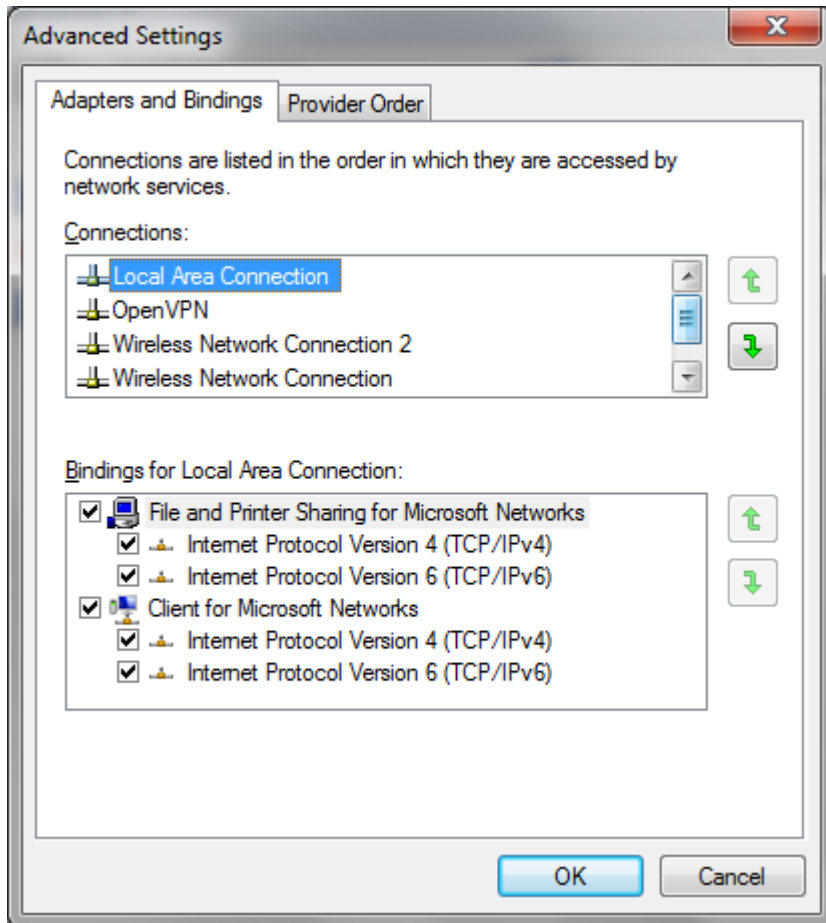 Advanced Settings
Adapters and Bindings
Provider Order
Connections are listed in the order in which they are accessed by
network services.
Connections:
Local Area Connection
OpenVPN
Wireless Network Connection 2
Wireless Network Connection
Bindings for Local Area Connection:
File and Printer Sharing for Microsoft Networks
Internet Protocol Version 4 (TCP/IPv4)
Internet Protocol Version 6 (TCP/IPv6)
Client for Microsoft Networks
Internet Protocol Version 4 (TCP/IPv4)
Internet Protocol Version 6 (TCP/IPv6)
OK
Cancel